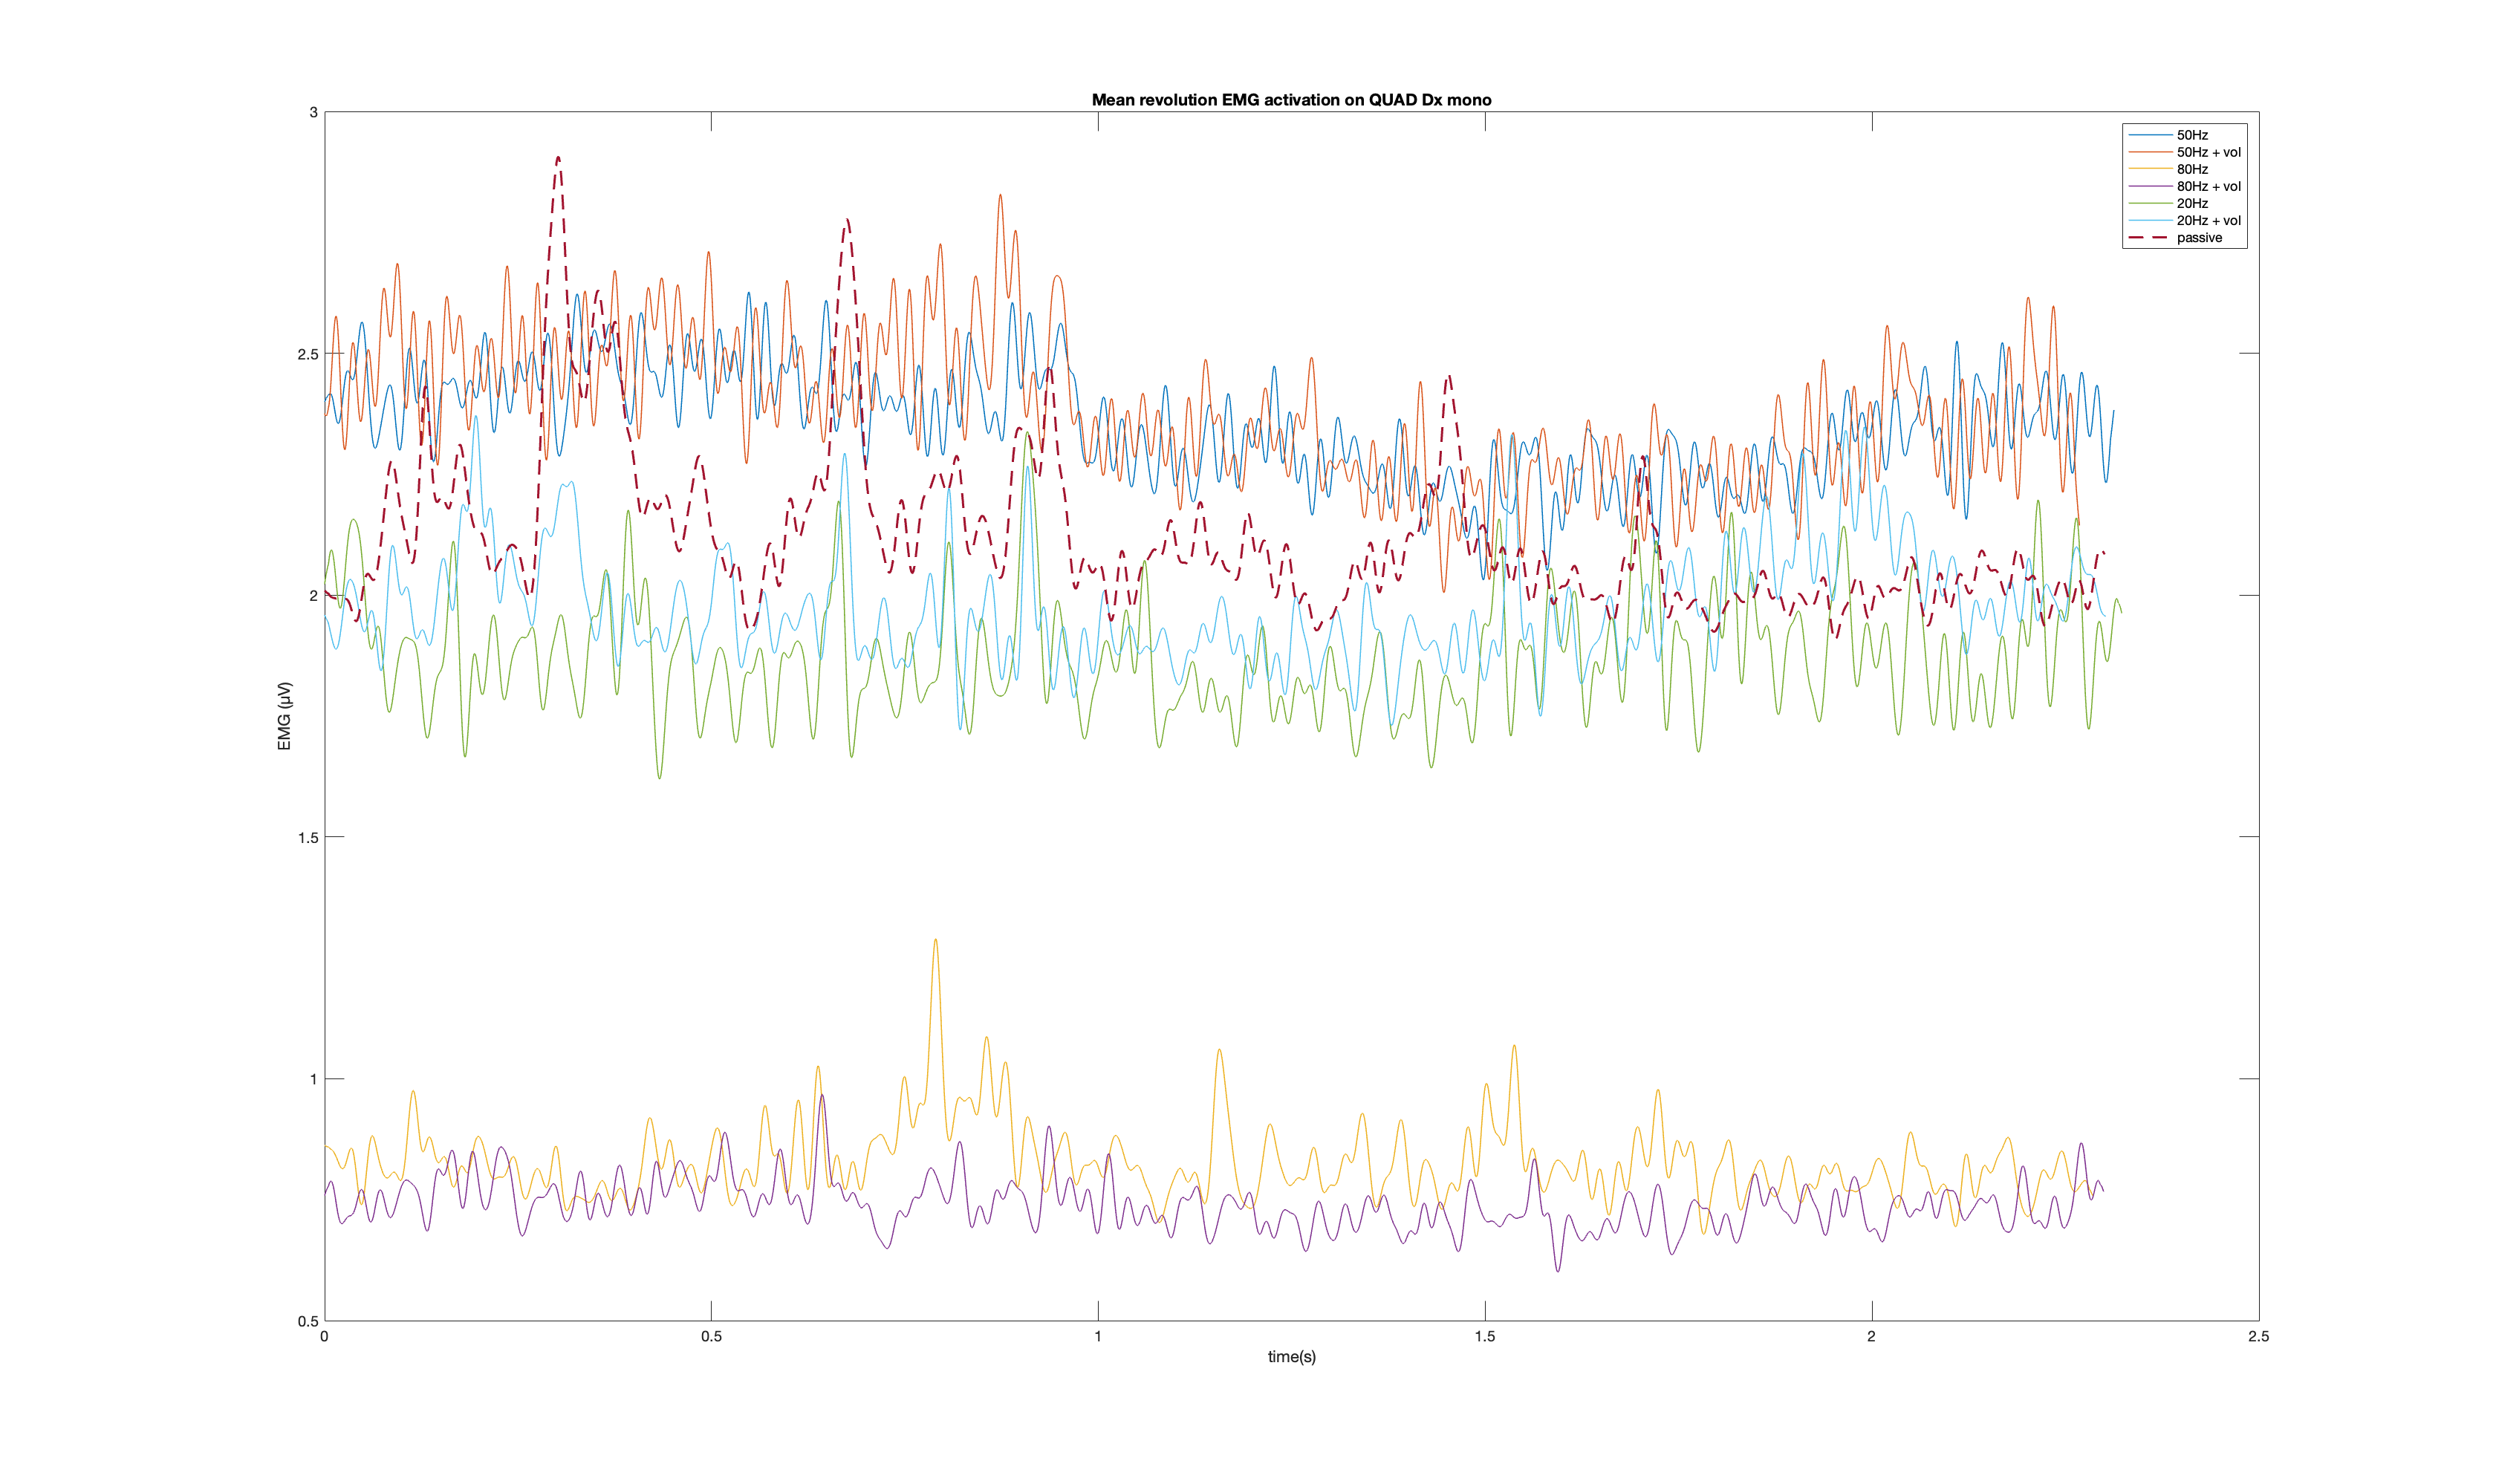 Mean revolution EMG activation on QUAD Dx mono
3
50Hz
50Hz + vol
80Hz
80Hz + vol
20Hz
20Hz + vol
passive
2.5
2
EMG (µV)
1.5
1
0.5
0 0.5 1 1.5 2 2.5
time(s)